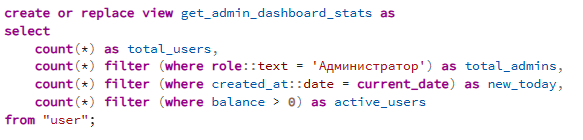 create or replace view get_admin_dashboard_stats as
select
    count(*) as total_users,
    count(*) filter (where role::text = 'Администратор') as total_admins,
    count(*) filter (where created_at::date = current_date) as new_today,
    count(*) filter (where balance > 0) as active_users
from "user";